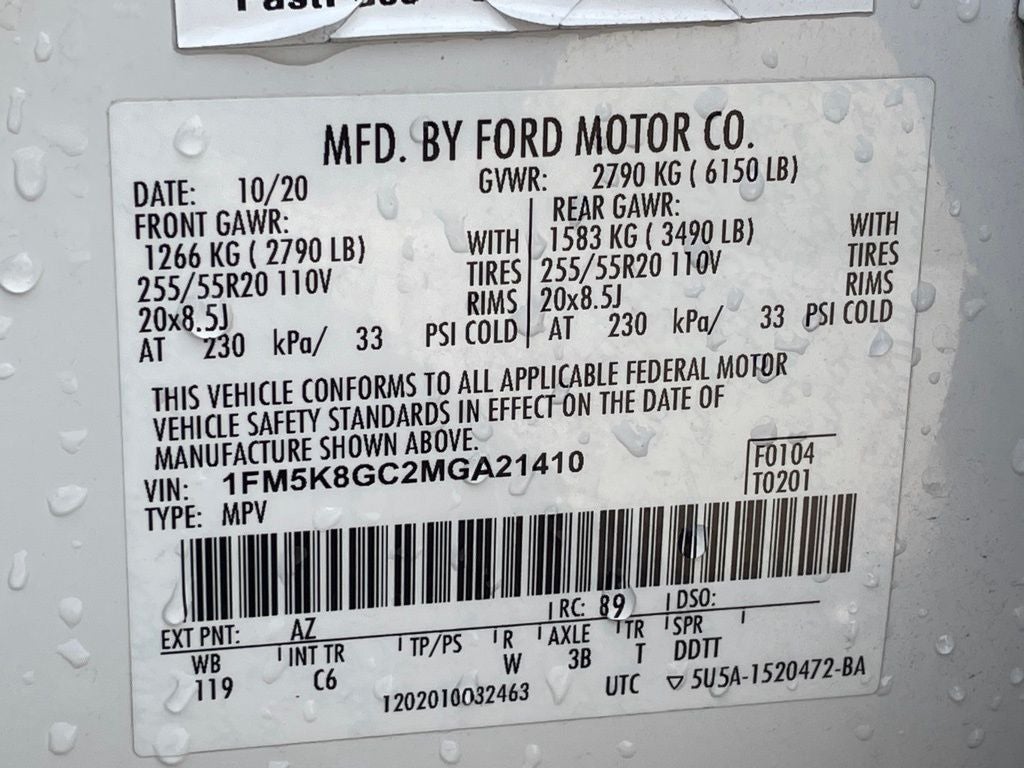 MFD. BY FORD MOTOR CO.
DATE: 10/20 GVWR: 2790 KG ( 6150 LB)
FRONT GAWR: REAR GAWR:
1266 KG ( 2790 LB) WITH 1583 KG ( 3490 LB) WITH
255/55R20 110V TIRES 255/55R20 110V TIRES
20x8.5J RIMS 20x8.5J RIMS
AT 230 kPa/ 33 PSI COLD AT 230 kPa/ 33 PSI COLD
THIS VEHICLE CONFORMS TO ALL APPLICABLE FEDERAL MOTOR
VEHICLE SAFETY STANDARDS IN EFFECT ON THE DATE OF
MANUFACTURE SHOWN ABOVE.
VIN: 1FM5K8GC2MGA21410 F0104
TYPE: MPV T0201
EXT PNT: AZ RC: 89 DSO:
WB INT TR TP/PS R AXLE TR SPR
119 C6 W 3B T DDTT
1202010032463 UTC ▽ 5U5A-1520472-BA